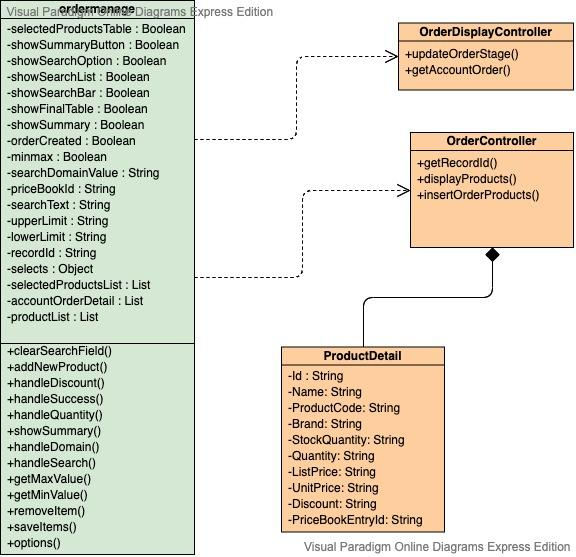 Visual Paradigm Online Diagrams Express Edition
ordermanage
-selectedProductsTable : Boolean
-showSummaryButton : Boolean
-showSearchOption : Boolean
-showSearchList : Boolean
-showSearchBar : Boolean
-showFinalTable : Boolean
-showSummary : Boolean
-orderCreated : Boolean
-minmax : Boolean
-searchDomainValue : String
-priceBookId : String
-searchText : String
-upperLimit : String
-lowerLimit : String
-recordId : String
-selects : Object
-selectedProductsList : List
-accountOrderDetail : List
-productList : List
+clearSearchField()
+addNewProduct()
+handleDiscount()
+handleSuccess()
+handleQuantity()
+showSummary()
+handleDomain()
+handleSearch()
+getMaxValue()
+getMinValue()
+removeItem()
+saveItems()
+options()
OrderDisplayController
+updateOrderStage()
+getAccountOrder()
OrderController
+getRecordId()
+displayProducts()
+insertOrderProducts()
ProductDetail
-Id : String
-Name: String
-ProductCode: String
-Brand: String
-StockQuantity: String
-Quantity: String
-ListPrice: String
-UnitPrice: String
-Discount: String
-PriceBookEntryId: String
Visual Paradigm Online Diagrams Express Edition